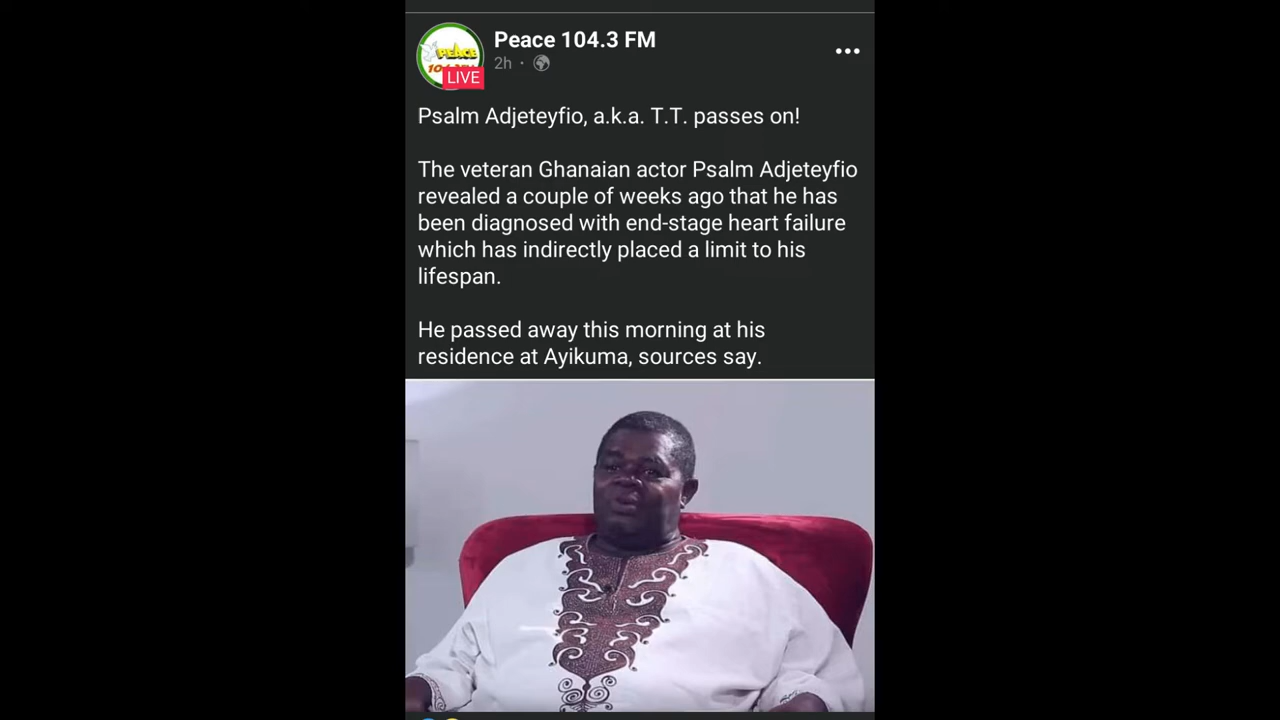 Peace 104.3 FM
PEACE
LIVE
2h ·
Psalm Adjeteyfio, a.k.a. T.T. passes on!
The veteran Ghanaian actor Psalm Adjeteyfio
revealed a couple of weeks ago that he has
been diagnosed with end-stage heart failure
which has indirectly placed a limit to his
lifespan.
He passed away this morning at his
residence at Ayikuma, sources say.